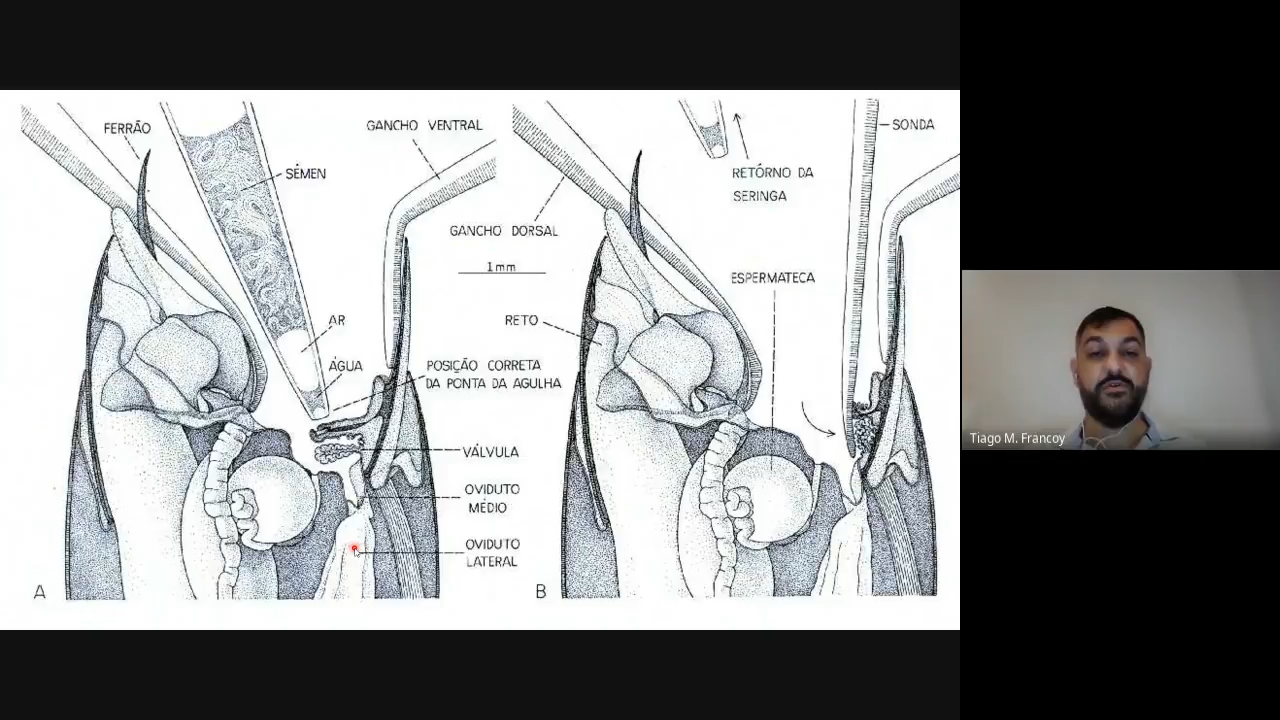 FERRÃO
SÊMEN
GANCHO VENTRAL
GANCHO DORSAL
1mm
AR
ÁGUA
RETO
POSIÇÃO CORRETA
DA PONTA DA AGULHA
VÁLVULA
OVIDUTO
MÉDIO
OVIDUTO
LATERAL
A
SONDA
RETÔRNO DA
SERINGA
ESPERMATECA
B
Tiago M. Francoy